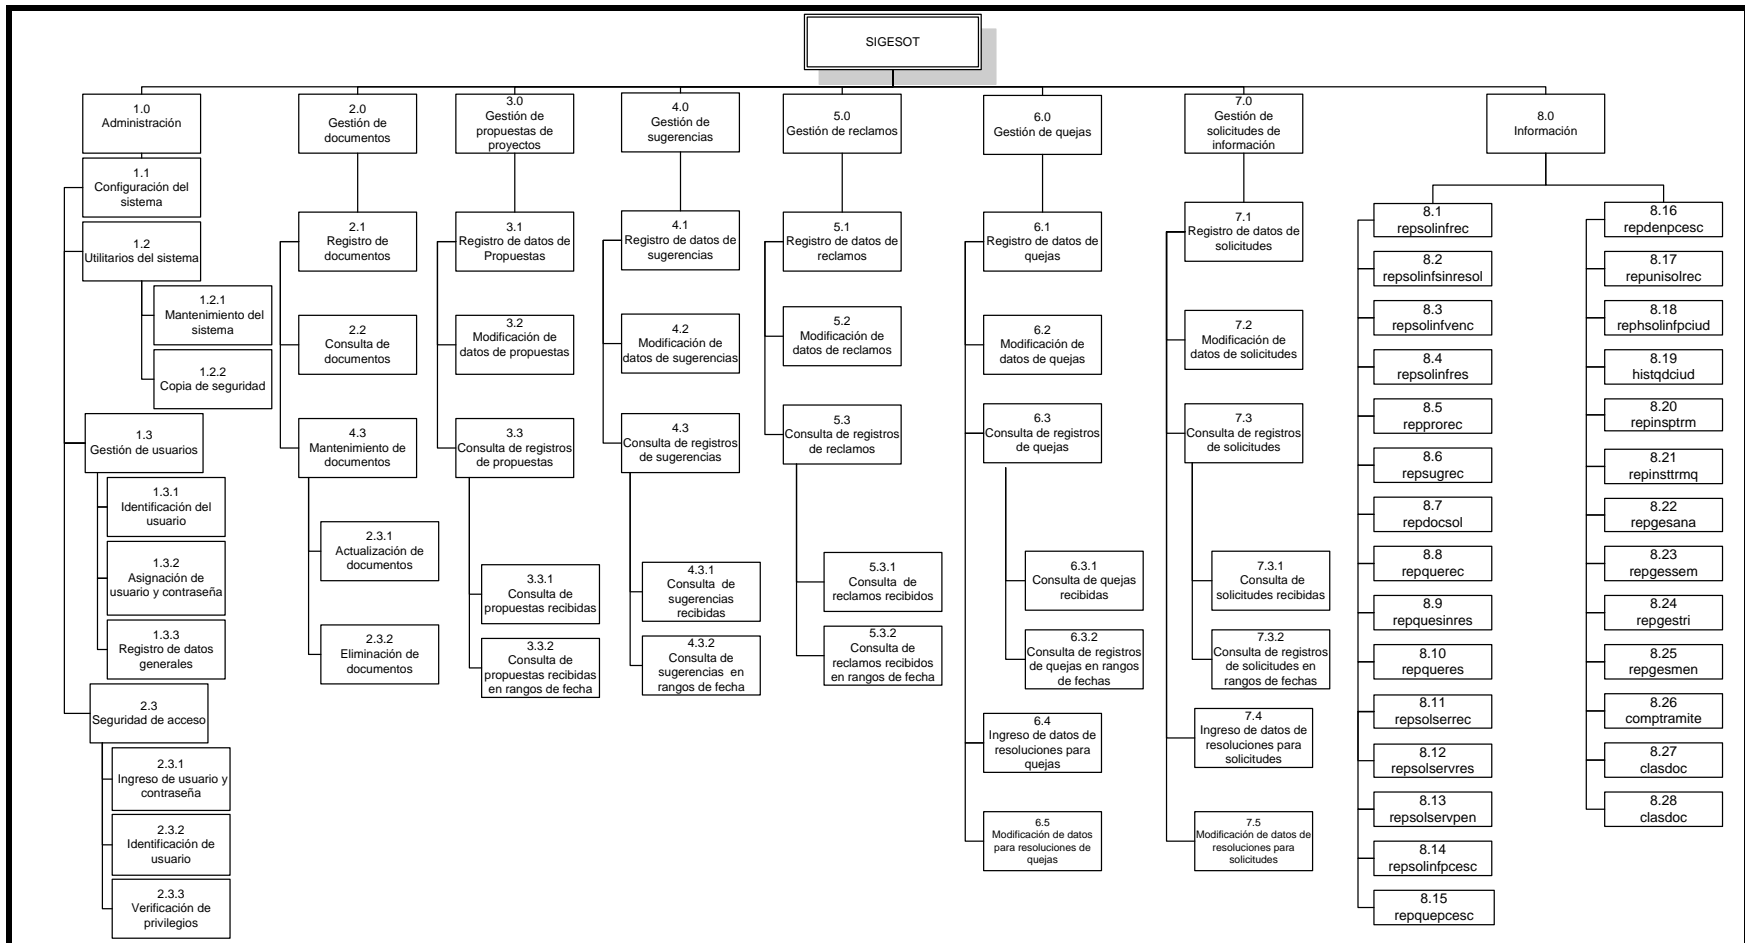 SIGESOT
1.0
Administración
1.1
Configuración del
sistema
1.2
Utilitarios del sistema
1.2.1
Mantenimiento del
sistema
1.2.2
Copia de seguridad
1.3
Gestión de usuarios
1.3.1
Identificación del
usuario
1.3.2
Asignación de
usuario y contraseña
1.3.3
Registro de datos
generales
2.3
Seguridad de acceso
2.3.1
Ingreso de usuario y
contraseña
2.3.2
Identificación de
usuario
2.3.3
Verificación de
privilegios
2.0
Gestión de
documentos
2.1
Registro de
documentos
2.2
Consulta de
documentos
4.3
Mantenimiento de
documentos
2.3.1
Actualización de
documentos
2.3.2
Eliminación de
documentos
3.0
Gestión de
propuestas de
proyectos
3.1
Registro de datos de
Propuestas
3.2
Modificación de
datos de propuestas
3.3
Consulta de registros
de propuestas
3.3.1
Consulta de
propuestas recibidas
3.3.2
Consulta de
propuestas recibidas
en rangos de fecha
4.0
Gestión de
sugerencias
4.1
Registro de datos de
sugerencias
4.2
Modificación de
datos de sugerencias
4.3
Consulta de registros
de sugerencias
4.3.1
Consulta de
sugerencias
recibidas
4.3.2
Consulta de
sugerencias en
rangos de fecha
5.0
Gestión de reclamos
5.1
Registro de datos de
reclamos
5.2
Modificación de
datos de reclamos
5.3
Consulta de registros
de reclamos
5.3.1
Consulta de
reclamos recibidos
5.3.2
Consulta de
reclamos recibidos
en rangos de fecha
6.0
Gestión de quejas
6.1
Registro de datos de
quejas
6.2
Modificación de
datos de quejas
6.3
Consulta de registros
de quejas
6.3.1
Consulta de quejas
recibidas
6.3.2
Consulta de registros
de quejas en rangos
de fechas
6.4
Ingreso de datos de
resoluciones para
quejas
6.5
Modificación de datos
para resoluciones de
quejas
7.0
Gestión de
solicitudes de
información
7.1
Registro de datos de
solicitudes
7.2
Modificación de
datos de solicitudes
7.3
Consulta de registros
de solicitudes
7.3.1
Consulta de
solicitudes recibidas
7.3.2
Consulta de registros
de solicitudes en
rangos de fechas
7.4
Ingreso de datos de
resoluciones para
solicitudes
7.5
Modificación de datos de
resoluciones para
solicitudes
8.0
Información
8.1
repsolinfrec
8.2
repsolinfsinresol
8.3
repsolinfvenc
8.4
repsolinfres
8.5
repprorec
8.6
repsugrec
8.7
repdocsol
8.8
repquerec
8.9
repquesinres
8.10
repqueres
8.11
repsolserrec
8.12
repsolservres
8.13
repsolservpen
8.14
repsolinfpcesc
8.15
repquepcesc
8.16
repdenpcesc
8.17
repunisolrec
8.18
rephsolinfpciud
8.19
histqdciud
8.20
repinsptrm
8.21
repinsttrmq
8.22
repgesana
8.23
repgessem
8.24
repgestri
8.25
repgesmen
8.26
comptramite
8.27
clasdoc
8.28
clasdoc